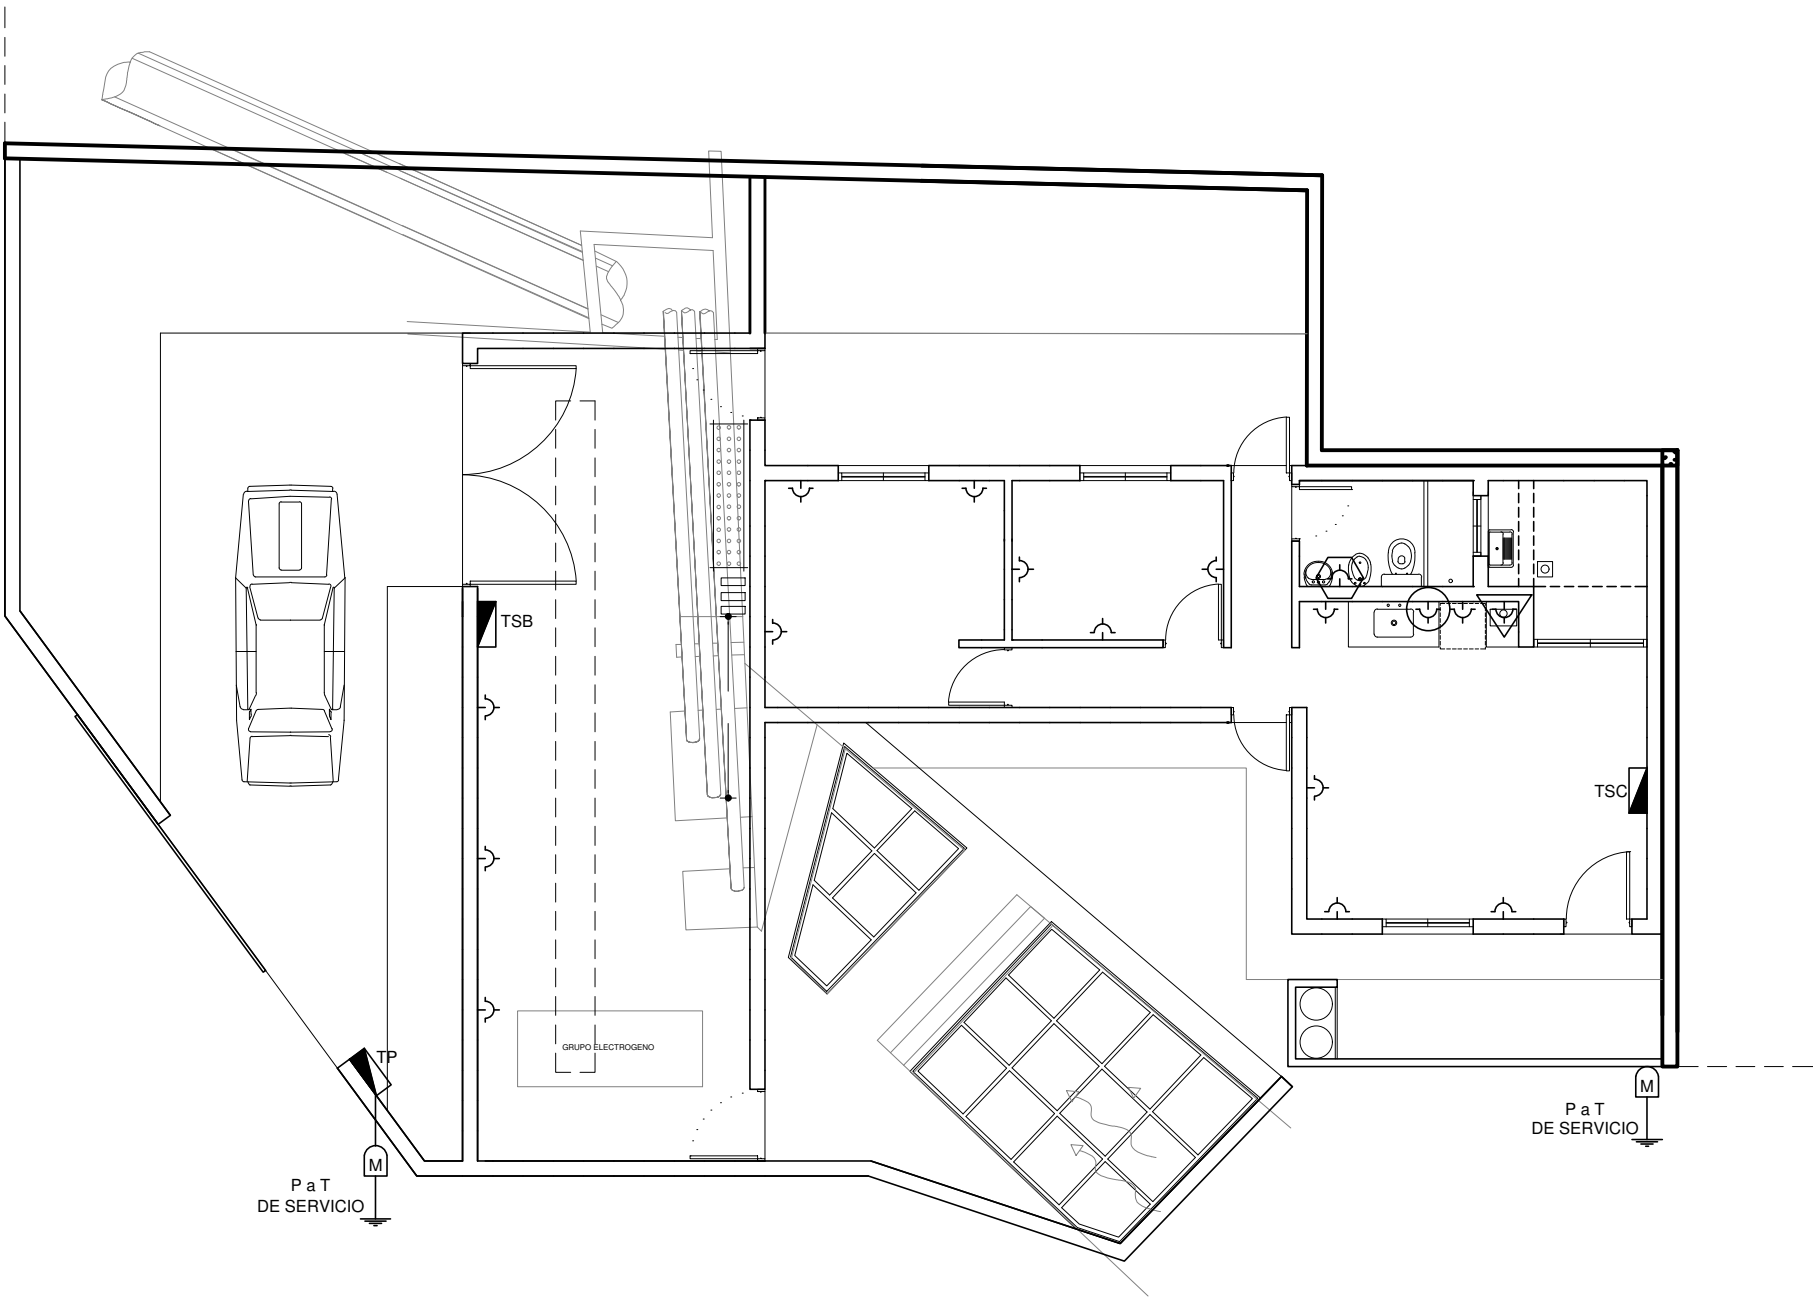 TSB
TSC
GRUPO ELECTROGENO
TP
M
P a T
DE SERVICIO
M
P a T
DE SERVICIO